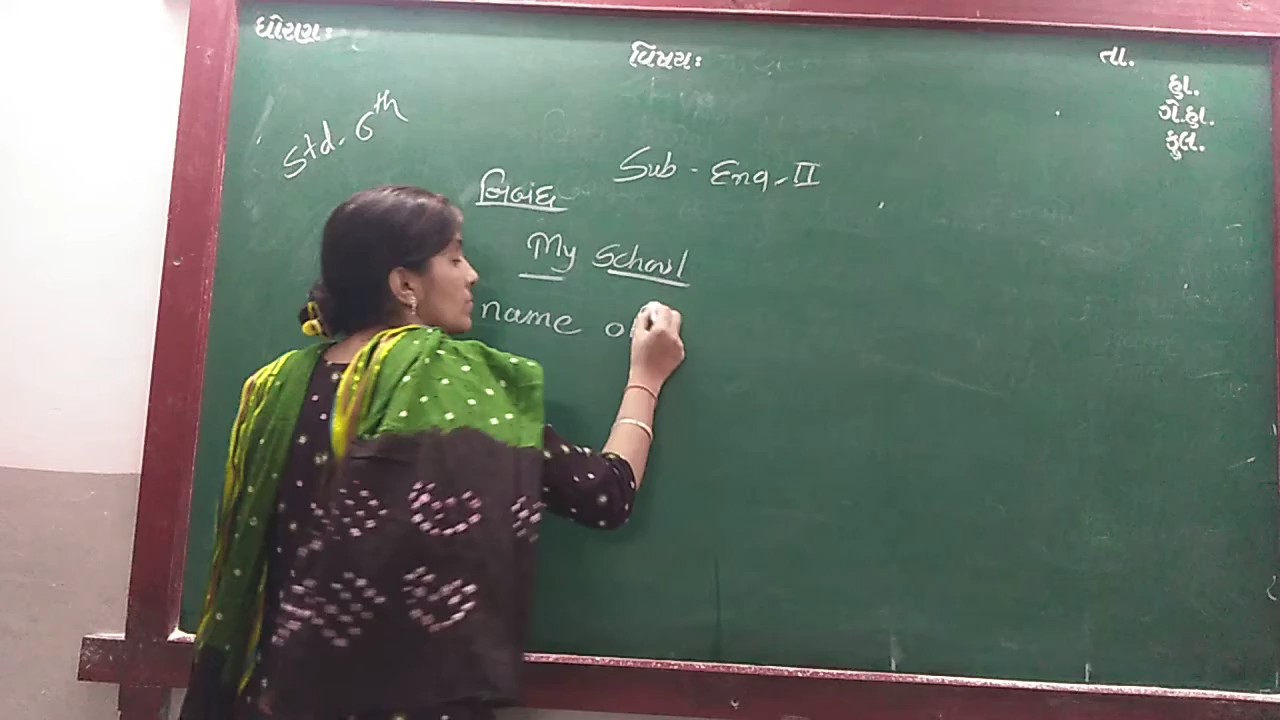 ધોરણઃ
વિષયઃ
તા.
હા.
ગે.હા.
કુલ.
Std. 6th
Sub - Eng - II
નિબંધ
My School
name